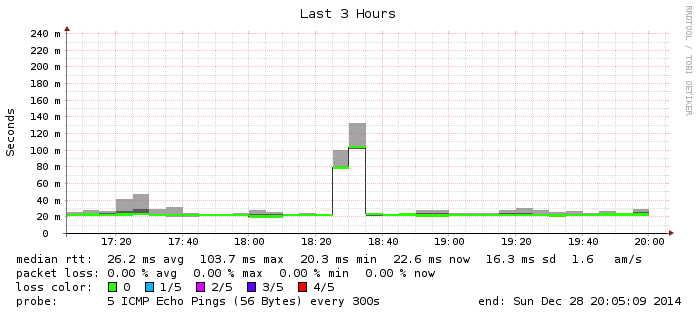 Last 3 Hours
RRDTOOL / TOBI OETIKER
Seconds
240 m
220 m
200 m
180 m
160 m
140 m
120 m
100 m
80 m
60 m
40 m
20 m
0
17:20 17:40 18:00 18:20 18:40 19:00 19:20 19:40 20:00
median rtt: 26.2 ms avg 103.7 ms max 20.3 ms min 22.6 ms now 16.3 ms sd 1.6 am/s
packet loss: 0.00 % avg 0.00 % max 0.00 % min 0.00 % now
loss color: 0 1/5 2/5 3/5 4/5
probe: 5 ICMP Echo Pings (56 Bytes) every 300s end: Sun Dec 28 20:05:09 2014